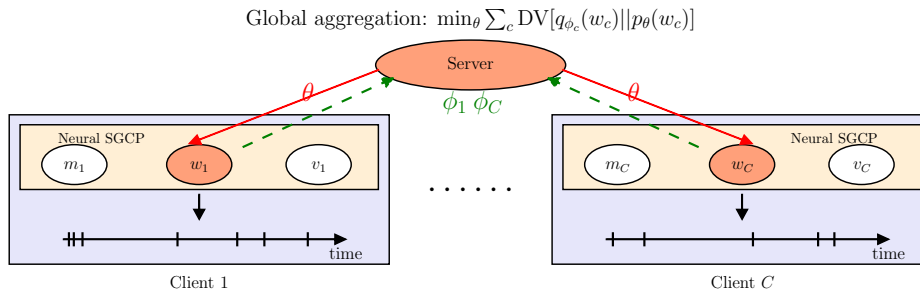 Global aggregation: min_θ ∑_c DV[q_{ϕ_c}(w_c)||p_θ(w_c)]
Server
θ
θ
ϕ_1 ϕ_C
Neural SGCP
m_1
w_1
v_1
time
Client 1
......
Neural SGCP
m_C
w_C
v_C
time
Client C